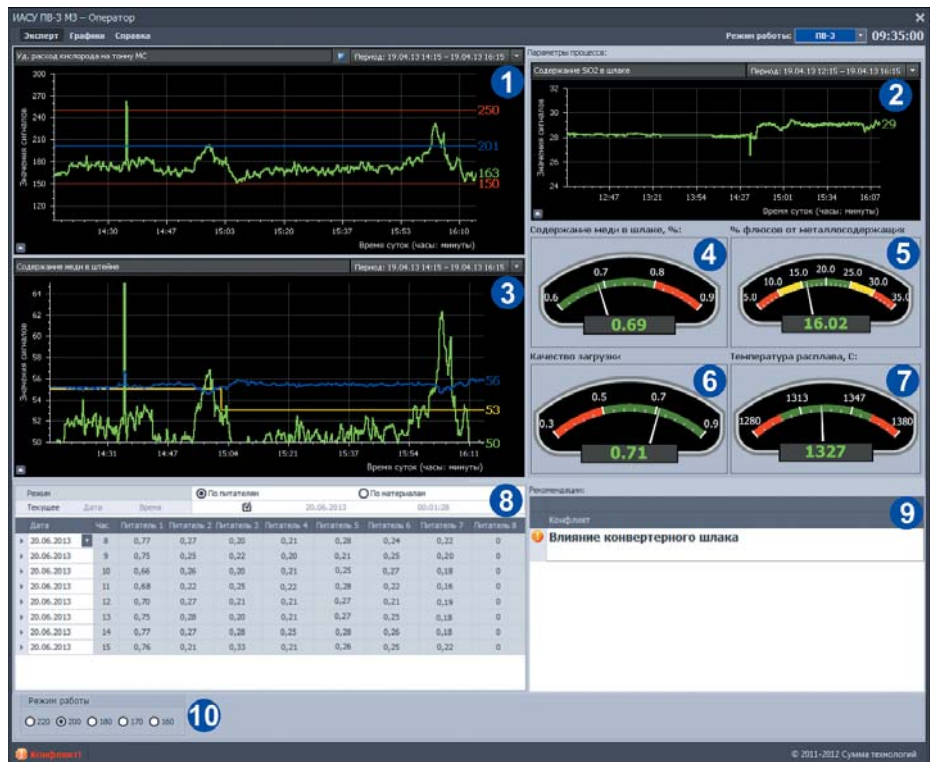 ИАСУ ПВ-3 МЗ – Оператор
Эксперт Графики Справка
Режим работы: ПВ-3 09:35:00
Уд. расход кислорода на тонну МС Период: 19.04.13 14:15 – 19.04.13 16:15
1
Значения сигналов
300
270
240
210
180
150
120
250
201
163
150
14:30 14:47 15:03 15:20 15:37 15:53 16:10
Время суток (часы: минуты)
Параметры процессов:
Содержание SiO2 в шлаке Период: 19.04.13 12:15 – 19.04.13 16:15
2
Значения сигналов
32
30
28
26
24
29
12:47 13:21 13:54 14:27 15:01 15:34 16:07
Время суток (часы: минуты)
Содержание меди в штейне Период: 19.04.13 14:15 – 19.04.13 16:15
3
Значения сигналов
64
62
60
58
56
54
52
50
56
53
50
14:31 14:47 15:04 15:21 15:37 15:54 16:11
Время суток (часы: минуты)
Содержание меди в шлаке, %:
4
0.6 0.7 0.8 0.9
0.69
% флюсов от металлосодержащих
5
5.0 10.0 15.0 20.0 25.0 30.0 35.0
16.02
Качество загрузки
6
0.3 0.5 0.7 0.9
0.71
Температура расплава, С:
7
1280 1313 1347 1380
1327
Режим По питателям По материалам
8
Текущее Дата Время 20.06.2013 00:01:28
Дата Час Питатель 1 Питатель 2 Питатель 3 Питатель 4 Питатель 5 Питатель 6 Питатель 7 Питатель 8
20.06.2013 8 0,77 0,27 0,20 0,21 0,28 0,24 0,22 0
20.06.2013 9 0,75 0,25 0,22 0,20 0,21 0,25 0,20 0
20.06.2013 10 0,66 0,26 0,20 0,21 0,25 0,27 0,18 0
20.06.2013 11 0,68 0,22 0,25 0,22 0,28 0,22 0,16 0
20.06.2013 12 0,70 0,27 0,21 0,21 0,27 0,21 0,19 0
20.06.2013 13 0,75 0,28 0,20 0,21 0,27 0,25 0,18 0
20.06.2013 14 0,77 0,27 0,28 0,25 0,28 0,26 0,18 0
20.06.2013 15 0,76 0,21 0,33 0,21 0,26 0,25 0,22 0
Рекомендации:
9
Конфликт
Влияние конвертерного шлака
Режим работы
220 200 180 170 160
10
Конфликт!
© 2011-2012 Сумма технологий